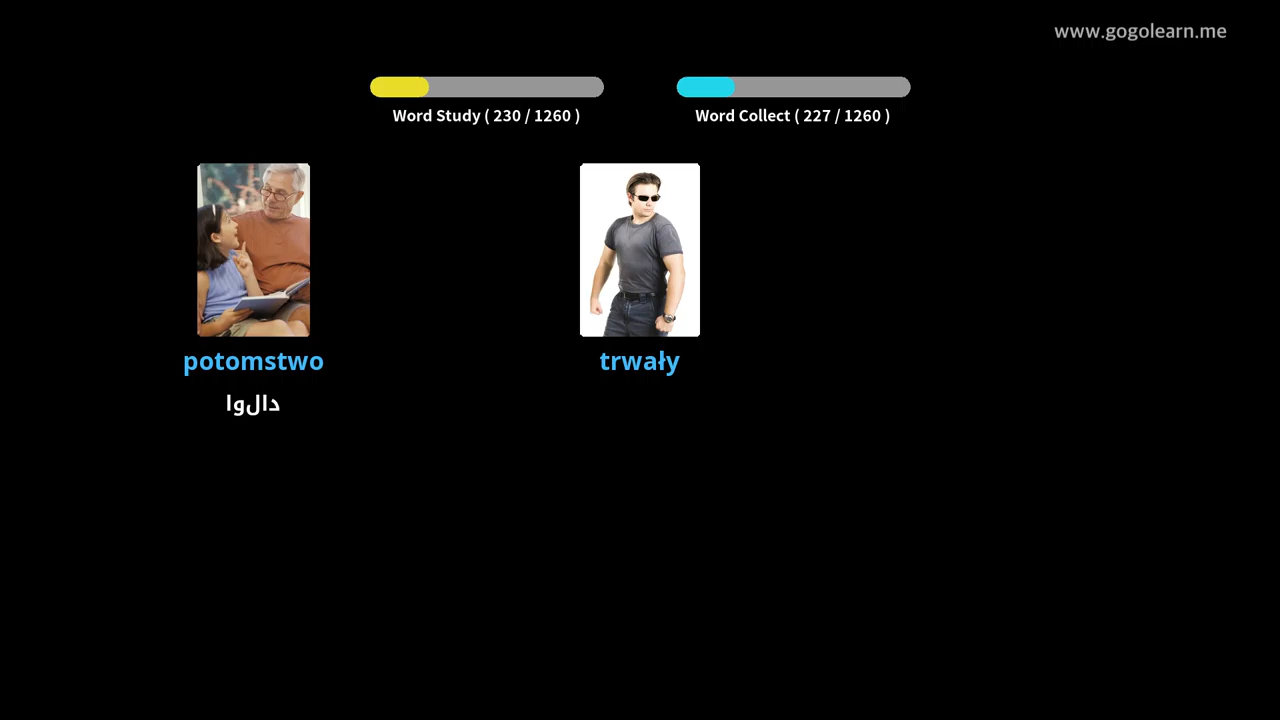 www.gogolearn.me
Word Study ( 230 / 1260 )
Word Collect ( 227 / 1260 )
potomstwo
trwały
دالوا